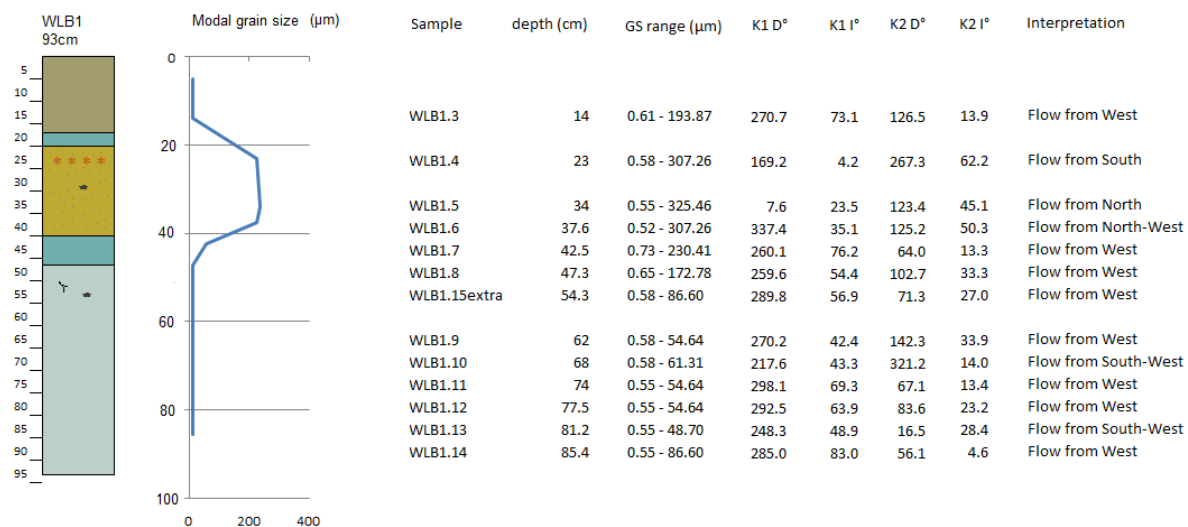 WLB1
93cm
5
10
15
20
25
30
35
40
45
50
55
60
65
70
75
80
85
90
95
Modal grain size (µm)
0
20
40
60
80
100
0 200 400
Sample depth (cm) GS range (µm) K1 D° K1 I° K2 D° K2 I° Interpretation
WLB1.3 14 0.61 - 193.87 270.7 73.1 126.5 13.9 Flow from West
WLB1.4 23 0.58 - 307.26 169.2 4.2 267.3 62.2 Flow from South
WLB1.5 34 0.55 - 325.46 7.6 23.5 123.4 45.1 Flow from North
WLB1.6 37.6 0.52 - 307.26 337.4 35.1 125.2 50.3 Flow from North-West
WLB1.7 42.5 0.73 - 230.41 260.1 76.2 64.0 13.3 Flow from West
WLB1.8 47.3 0.65 - 172.78 259.6 54.4 102.7 33.3 Flow from West
WLB1.15extra 54.3 0.58 - 86.60 289.8 56.9 71.3 27.0 Flow from West
WLB1.9 62 0.58 - 54.64 270.2 42.4 142.3 33.9 Flow from West
WLB1.10 68 0.58 - 61.31 217.6 43.3 321.2 14.0 Flow from South-West
WLB1.11 74 0.55 - 54.64 298.1 69.3 67.1 13.4 Flow from West
WLB1.12 77.5 0.55 - 54.64 292.5 63.9 83.6 23.2 Flow from West
WLB1.13 81.2 0.55 - 48.70 248.3 48.9 16.5 28.4 Flow from South-West
WLB1.14 85.4 0.55 - 86.60 285.0 83.0 56.1 4.6 Flow from West